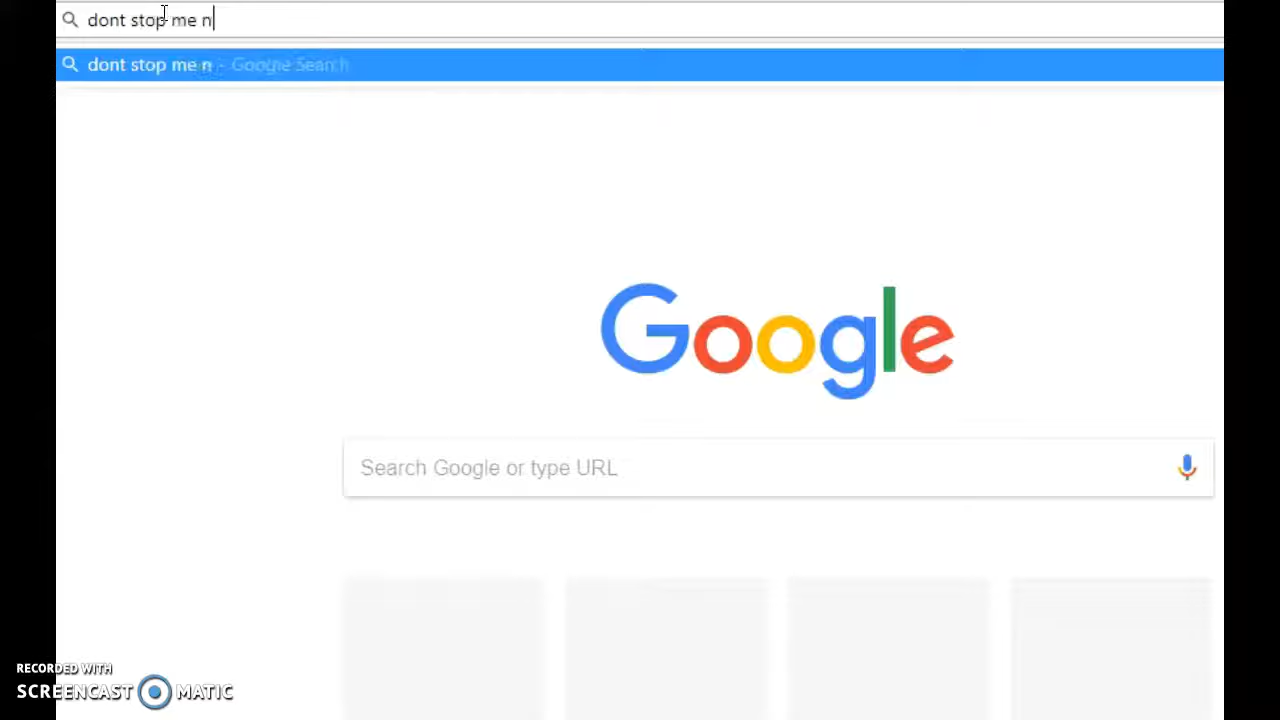 dont stop me n
dont stop me n - Google Search
Google
Search Google or type URL
RECORDED WITH
SCREENCAST MATIC